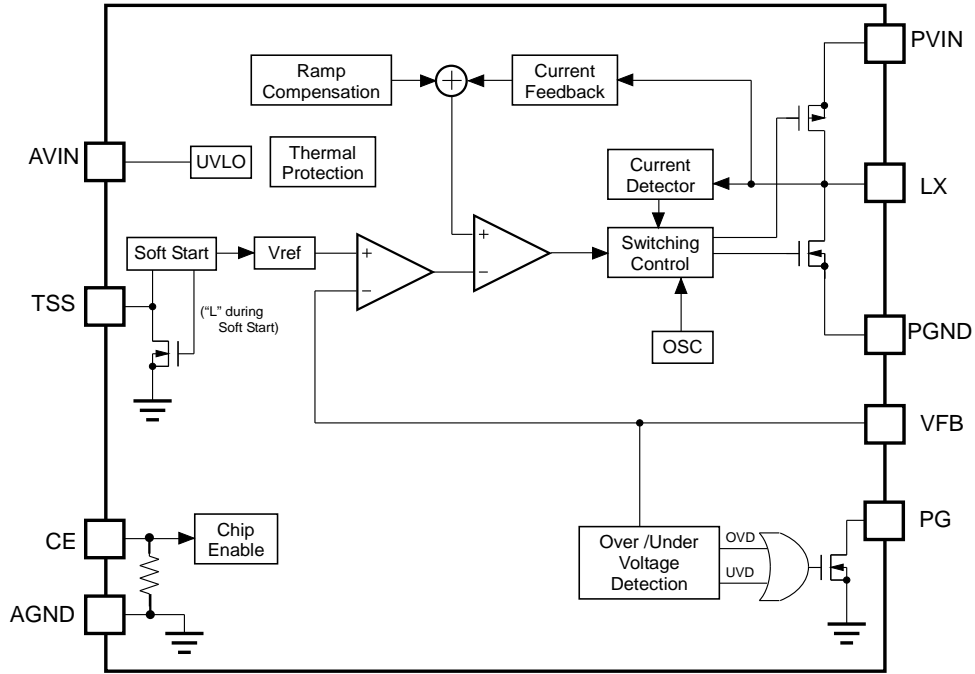 PVIN
Ramp
Compensation
+
Current
Feedback
AVIN
UVLO
Thermal
Protection
Current
Detector
LX
Soft Start
Vref
+
−
+
−
Switching
Control
TSS
(“L” during
Soft Start)
OSC
PGND
VFB
CE
Chip
Enable
PG
Over /Under
Voltage
Detection
OVD
UVD
AGND